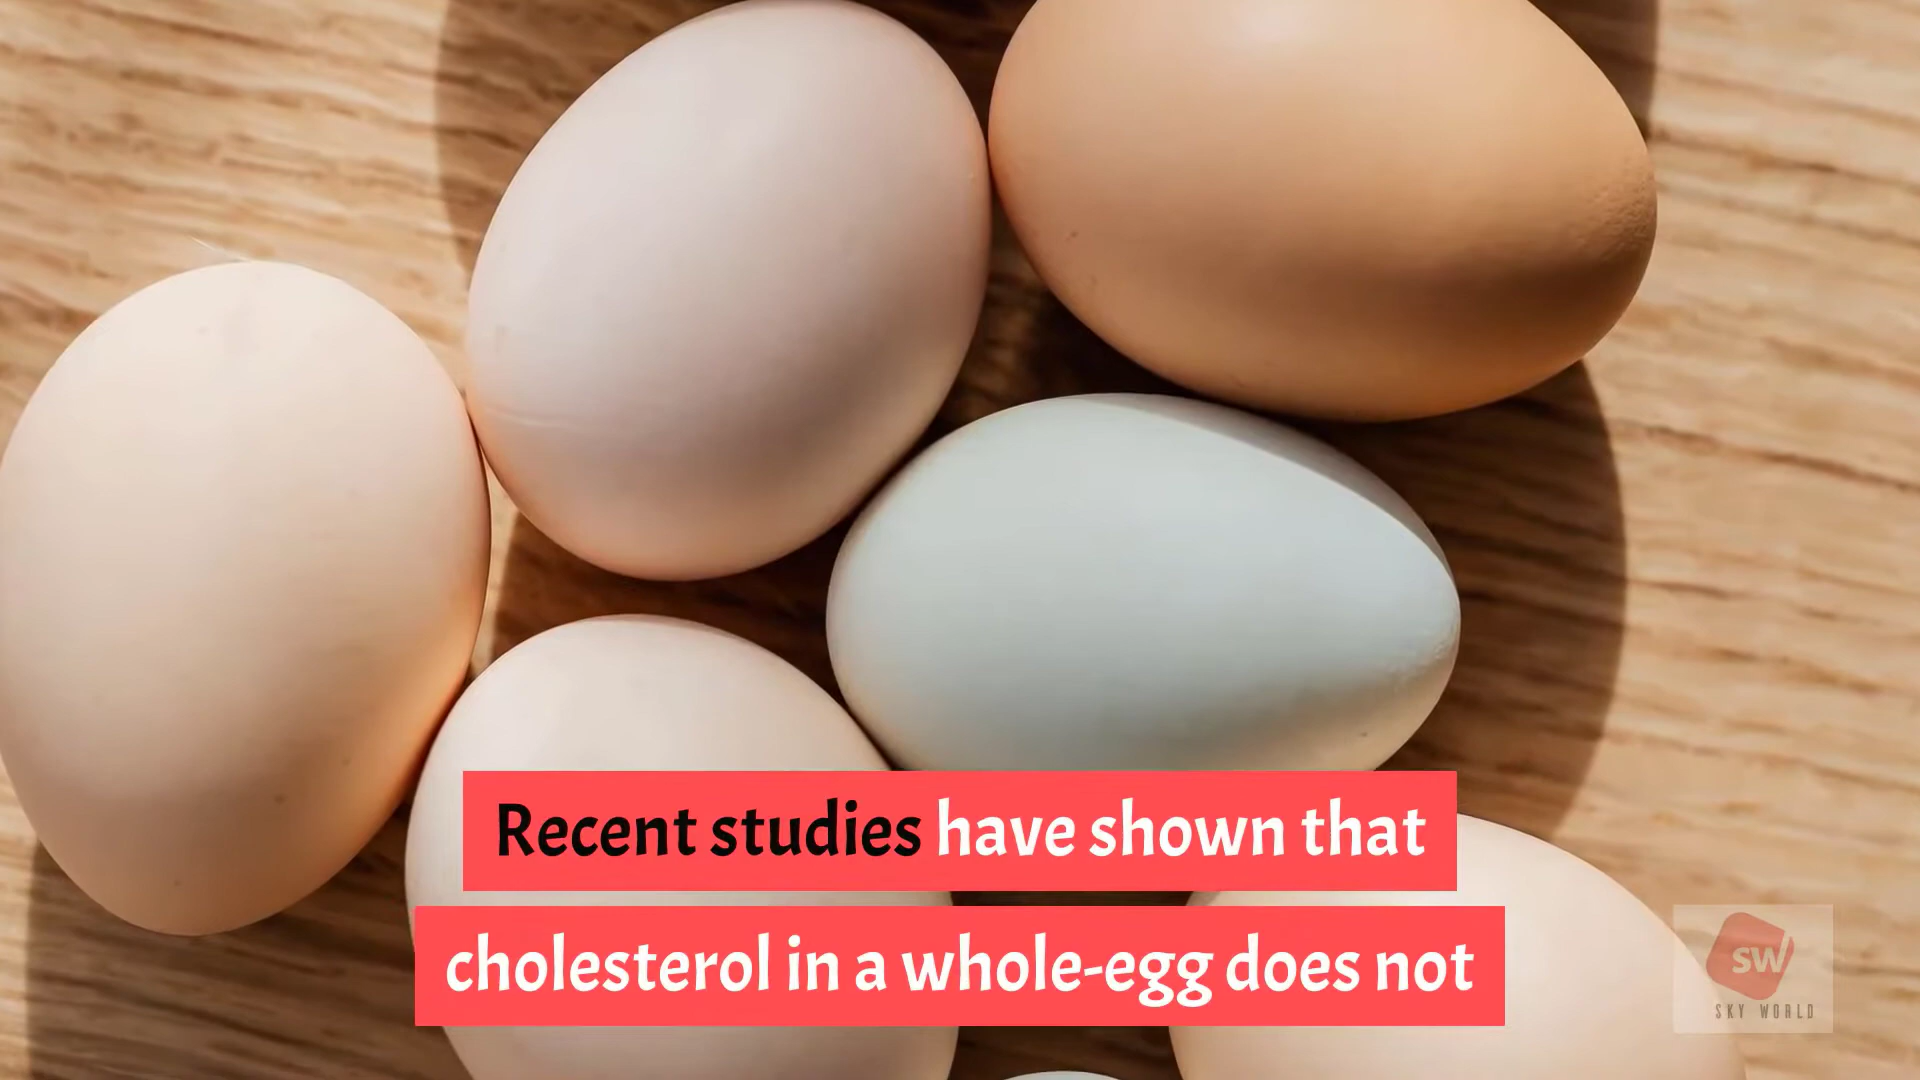 Recent studies have shown that
cholesterol in a whole-egg does not
SW
SKY WORLD